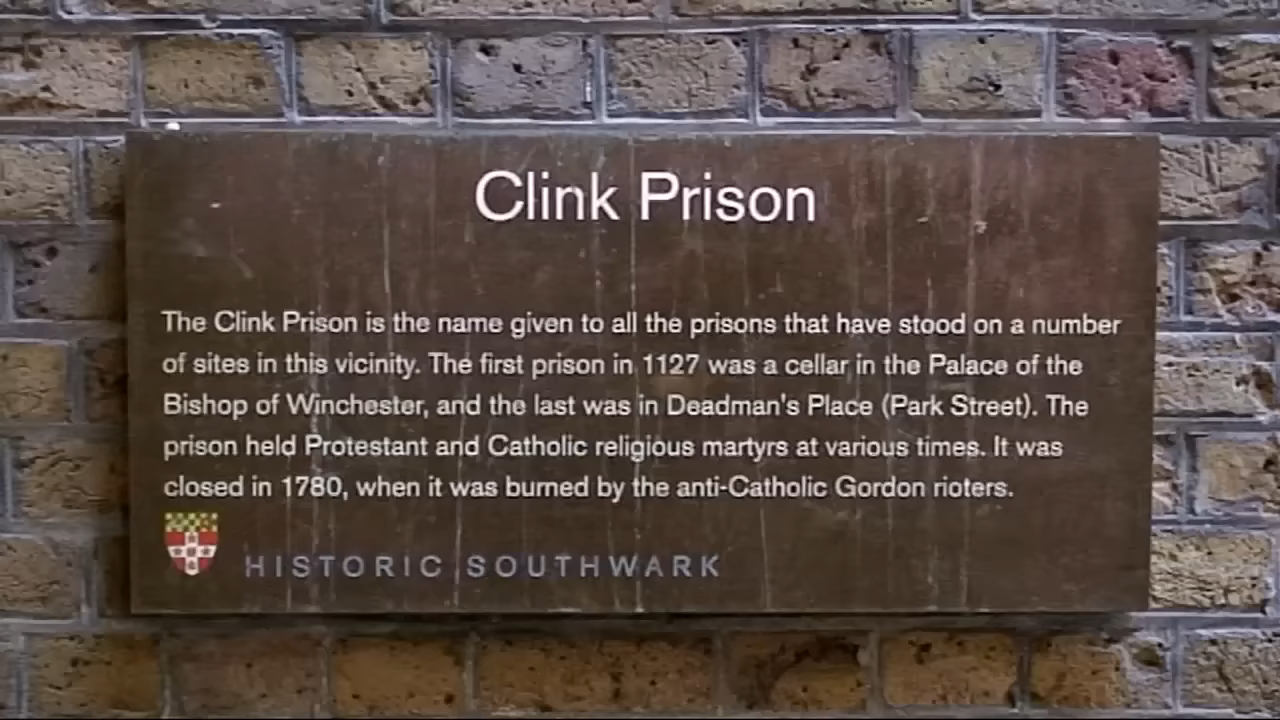 Clink Prison
The Clink Prison is the name given to all the prisons that have stood on a number
of sites in this vicinity. The first prison in 1127 was a cellar in the Palace of the
Bishop of Winchester, and the last was in Deadman's Place (Park Street). The
prison held Protestant and Catholic religious martyrs at various times. It was
closed in 1780, when it was burned by the anti-Catholic Gordon rioters.
HISTORIC SOUTHWARK